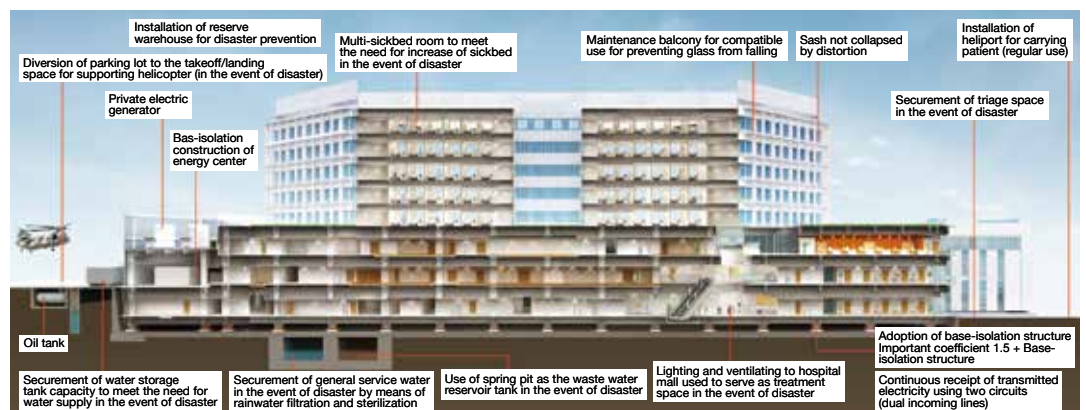 Installation of reserve
warehouse for disaster prevention
Diversion of parking lot to the takeoff/landing
space for supporting helicopter (in the event of disaster)
Private electric
generator
Bas-isolation
construction of
energy center
Multi-sickbed room to meet
the need for increase of sickbed
in the event of disaster
Maintenance balcony for compatible
use for preventing glass from falling
Sash not collapsed
by distortion
Installation of
heliport for carrying
patient (regular use)
Securement of triage space
in the event of disaster
Oil tank
Securement of water storage
tank capacity to meet the need for
water supply in the event of disaster
Securement of general service water
in the event of disaster by means of
rainwater filtration and sterilization
Use of spring pit as the waste water
reservoir tank in the event of disaster
Lighting and ventilating to hospital
mall used to serve as treatment
space in the event of disaster
Adoption of base-isolation structure
Important coefficient 1.5 + Base-
isolation structure
Continuous receipt of transmitted
electricity using two circuits
(dual incoming lines)